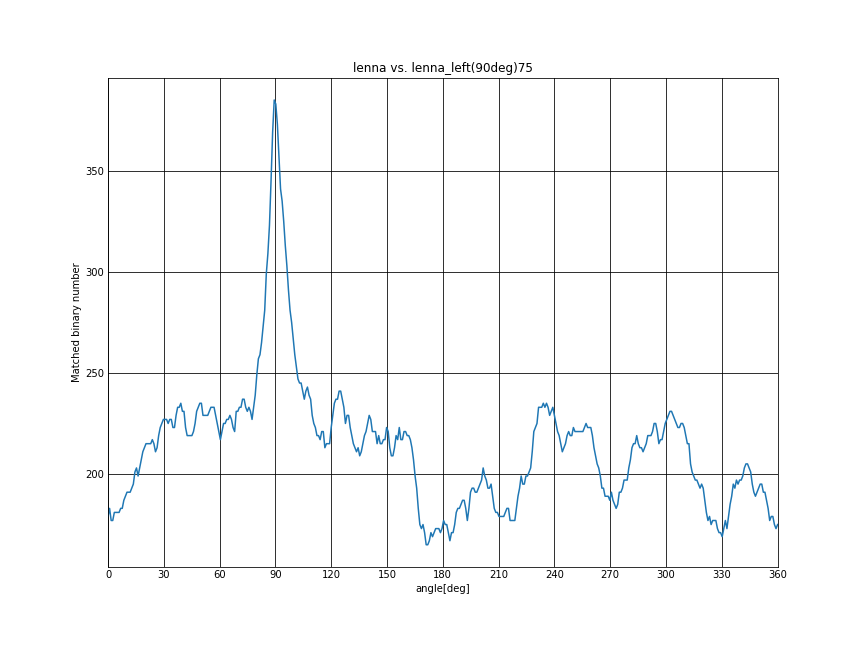 lenna vs. lenna_left(90deg)75
Matched binary number
350
300
250
200
0 30 60 90 120 150 180 210 240 270 300 330 360
angle[deg]